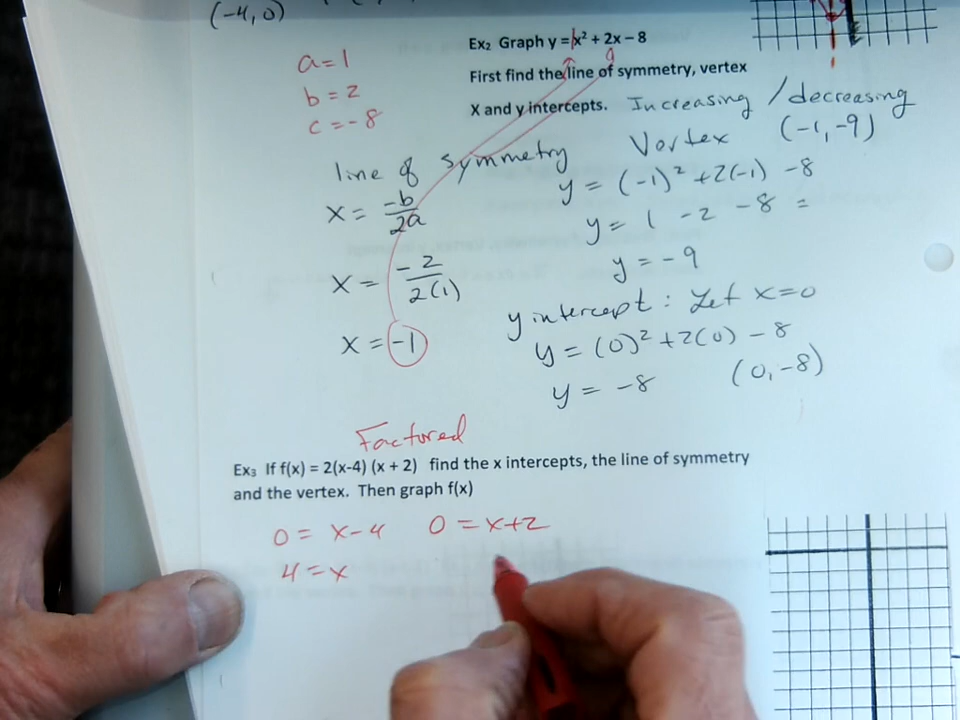 (-4,0)
a=1
b=2
c=-8
Ex2 Graph y = x² + 2x – 8
First find the line of symmetry, vertex
X and y intercepts. Increasing /decreasing
line of symmetry
x = -b/2a
x = -2/2(1)
x = -1
Vortex (-1,-9)
y = (-1)² +2(-1) -8
y = 1 -2 -8 =
y = -9
y intercept: Let x=0
y = (0)² +2(0) -8
y = -8 (0,-8)
Factored
Ex3 If f(x) = 2(x-4) (x + 2) find the x intercepts, the line of symmetry
and the vertex. Then graph f(x)
0 = x-4 0 = x+2
4 = x